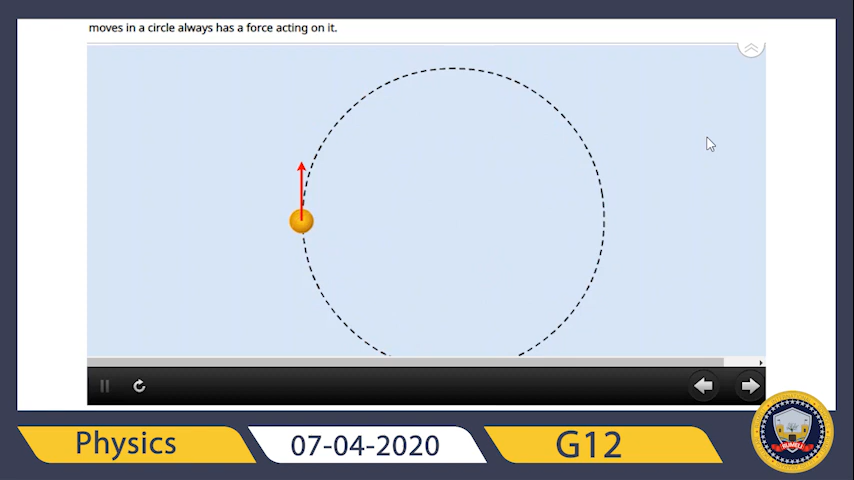 moves in a circle always has a force acting on it.
Physics
07-04-2020
G12